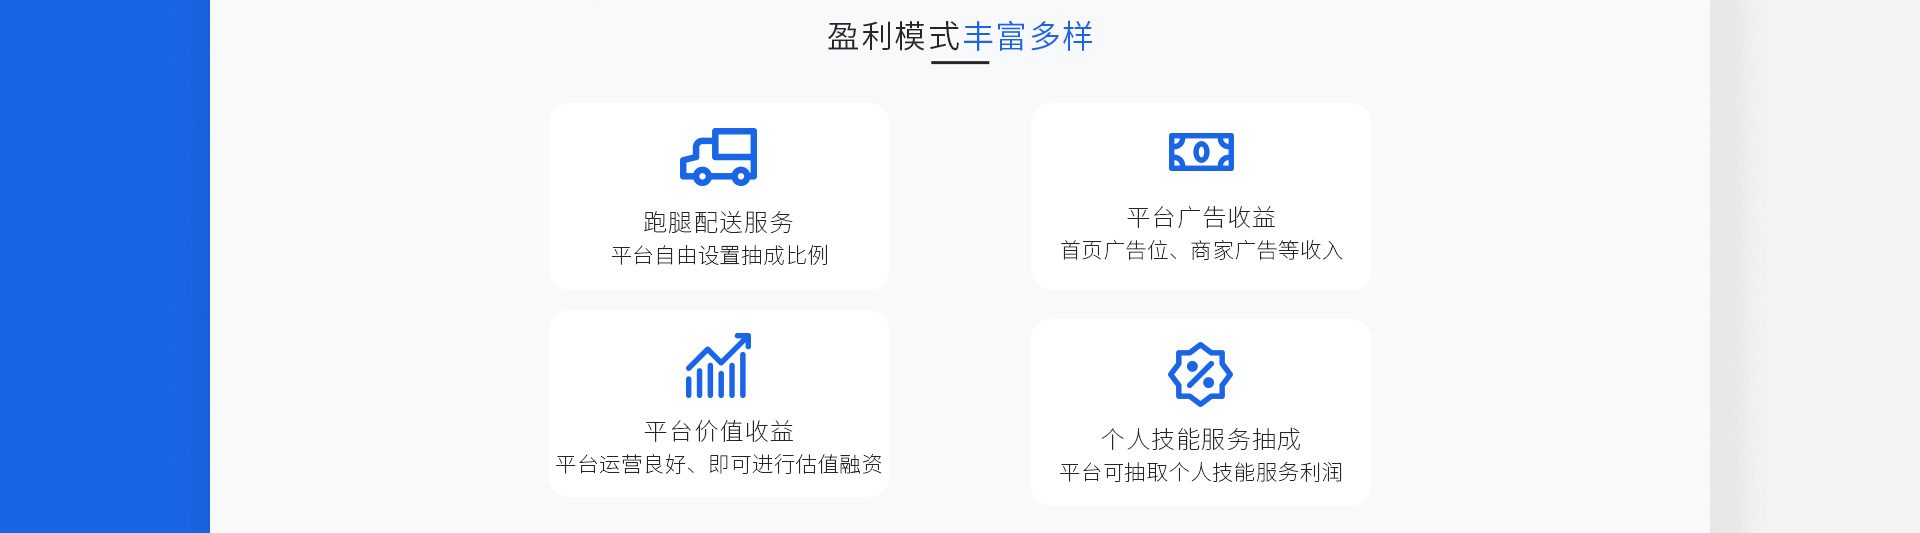 盈利模式丰富多样
跑腿配送服务
平台自由设置抽成比例
平台广告收益
首页广告位、商家广告等收入
平台价值收益
平台运营良好、即可进行估值融资
个人技能服务抽成
平台可抽取个人技能服务利润